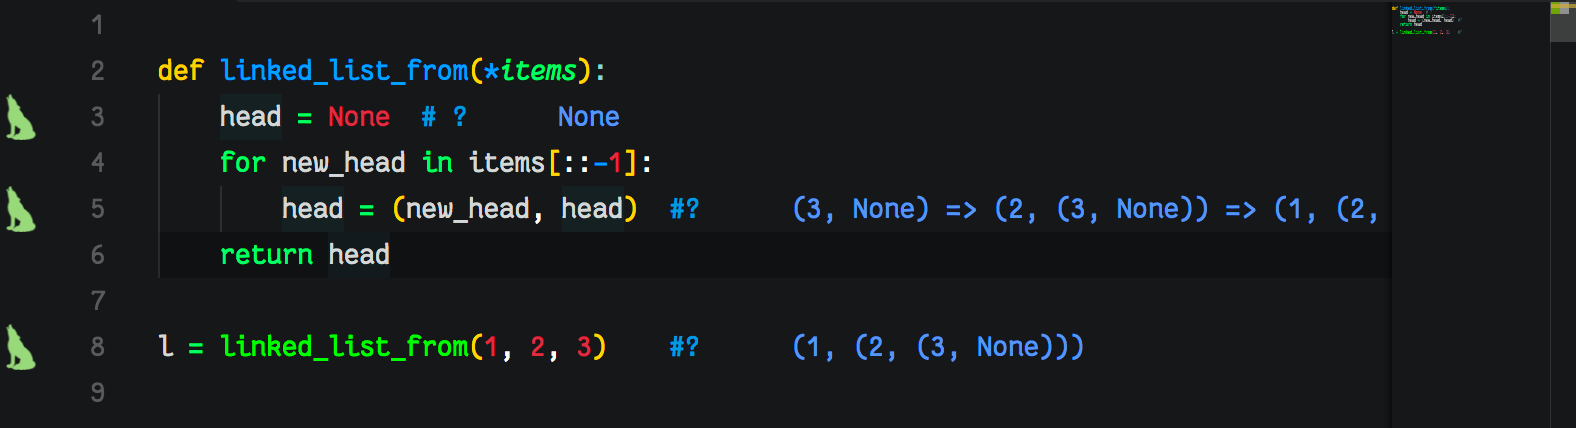 1
2 def linked_list_from(*items):
3 head = None # ? None
4 for new_head in items[::-1]:
5 head = (new_head, head) #? (3, None) => (2, (3, None)) => (1, (2,
6 return head
7
8 l = linked_list_from(1, 2, 3) #? (1, (2, (3, None)))
9